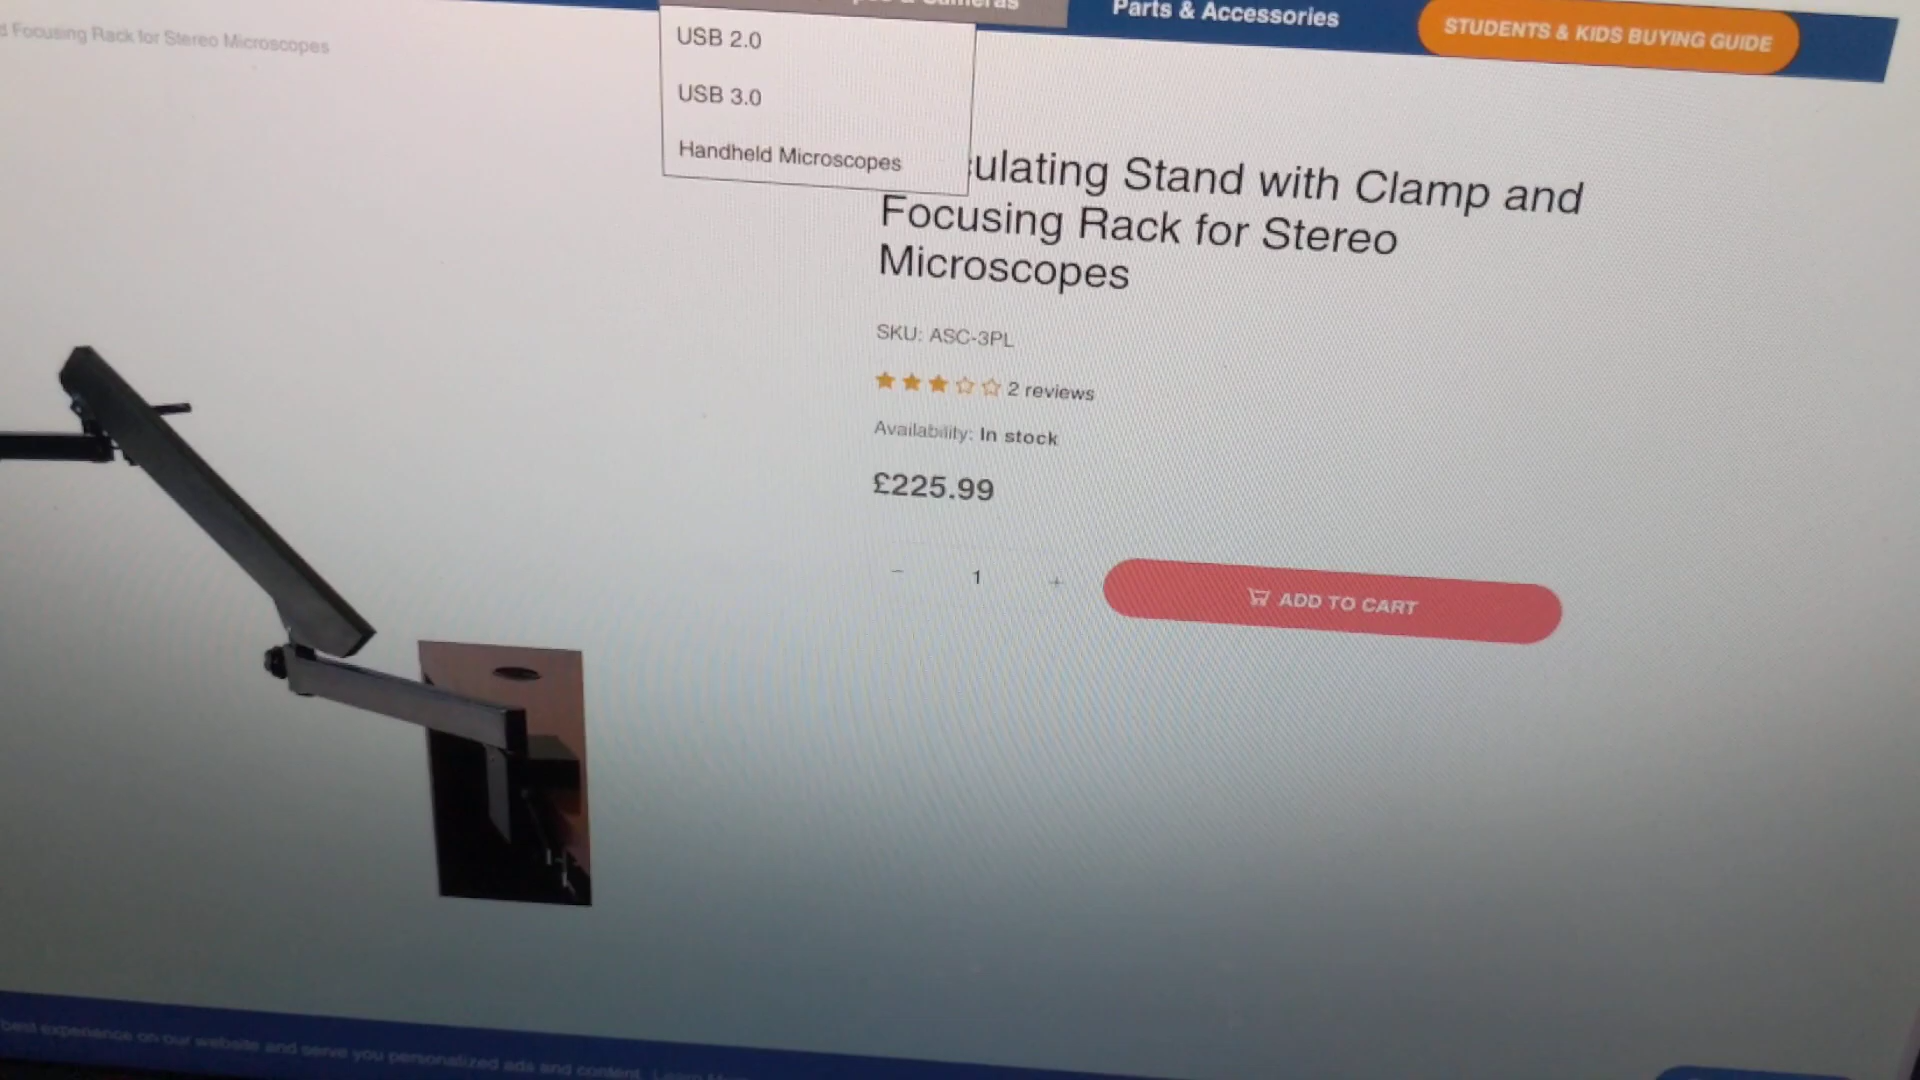 Parts & Accessories
STUDENTS & KIDS BUYING GUIDE
Focusing Rack for Stereo Microscopes
USB 2.0
USB 3.0
Handheld Microscopes
ulating Stand with Clamp and
Focusing Rack for Stereo
Microscopes
SKU: ASC-3PL
2 reviews
Availability: In stock
£225.99
− 1 +
ADD TO CART
best experience on our website and serve you personalized ads and content.